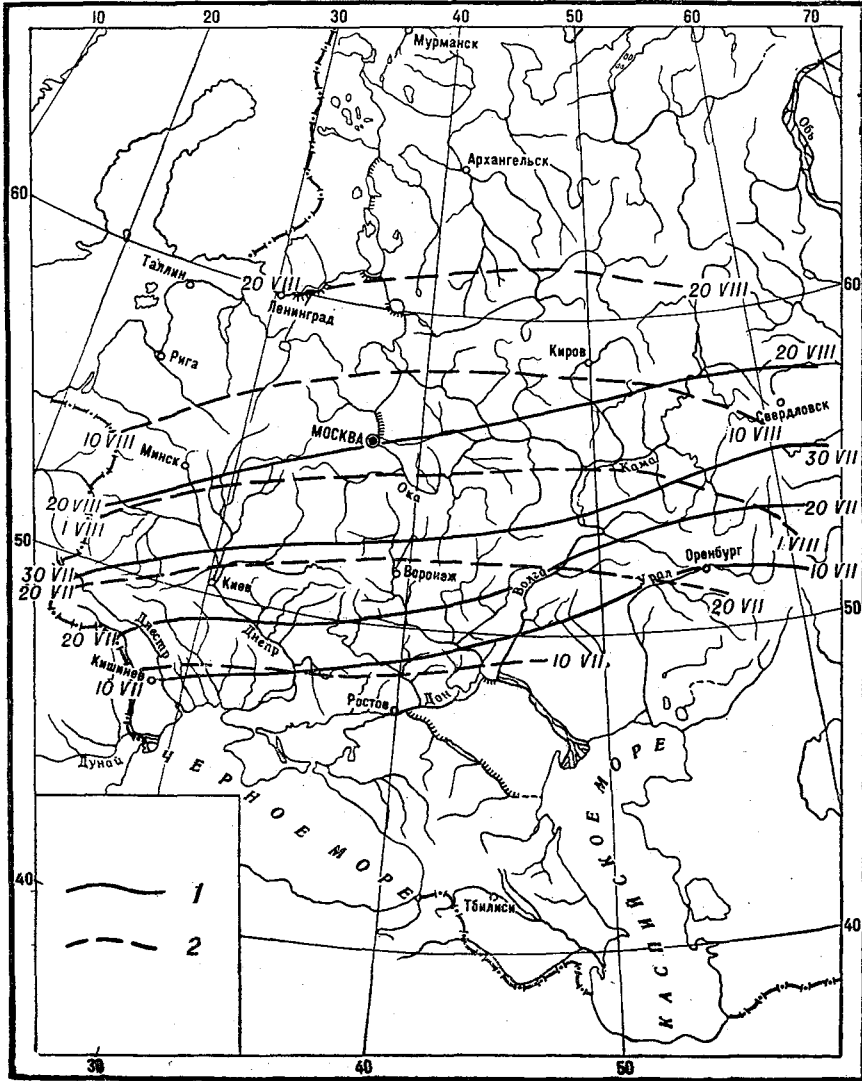 10 20 30 40 50 60 70
Мурманск
Обь
Архангельск
60
Таллин
20 VIII
20 VIII
60
Ленинград
Рига
Киров
20 VIII
Свердловск
МОСКВА
10 VIII
10 VIII
Минск
30 VII
Кама
20 VIII
Ока
20 VII
I VIII
I VIII
50
Воронаж
Волга
Урал
Оренбург
10 VII
30 VII
20 VII
Киев
20 VII
50
20 VII
Днестр
Днепр
Кишинев
10 VII
10 VII
Ростов
Дон
Дунай
ЧЕРНОЕ МОРЕ
КАСПИЙСКОЕ МОРЕ
40
1
Тбилиси
40
2
30 40 50